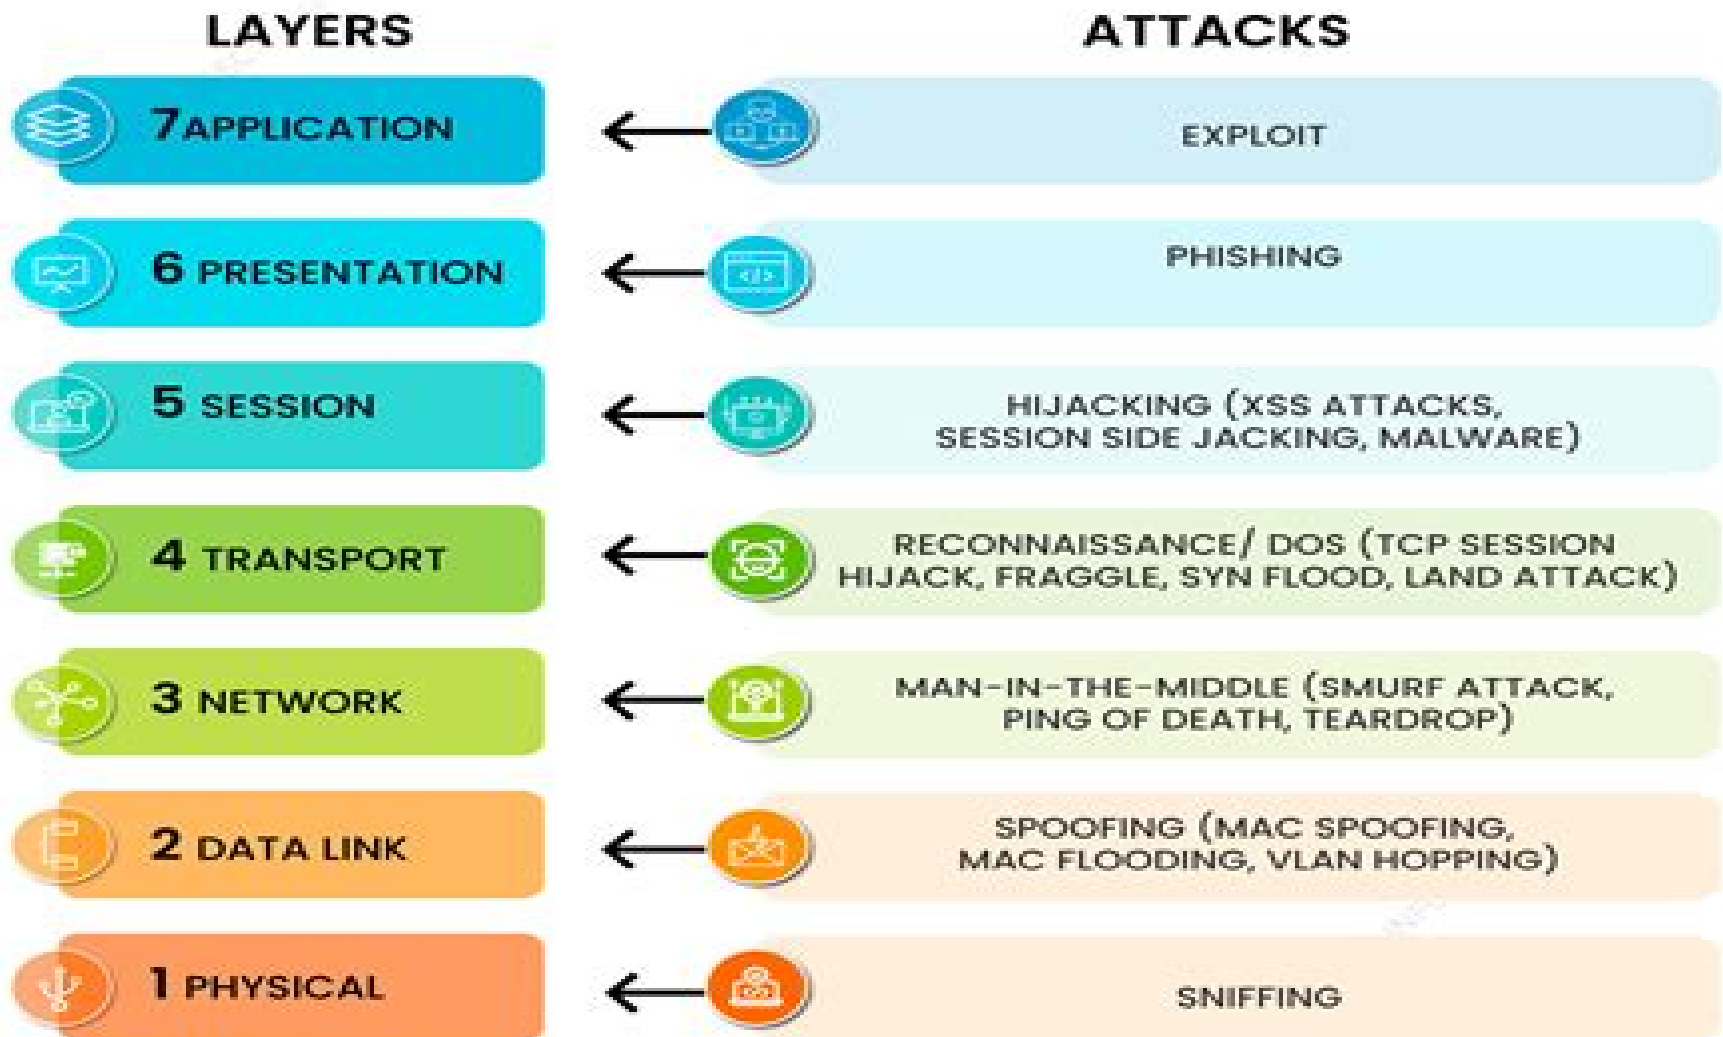 LAYERS
ATTACKS
7APPLICATION
EXPLOIT
6 PRESENTATION
PHISHING
5 SESSION
HIJACKING (XSS ATTACKS,
SESSION SIDE JACKING, MALWARE)
4 TRANSPORT
RECONNAISSANCE/ DOS (TCP SESSION
HIJACK, FRAGGLE, SYN FLOOD, LAND ATTACK)
3 NETWORK
MAN-IN-THE-MIDDLE (SMURF ATTACK,
PING OF DEATH, TEARDROP)
2 DATA LINK
SPOOFING (MAC SPOOFING,
MAC FLOODING, VLAN HOPPING)
1 PHYSICAL
SNIFFING